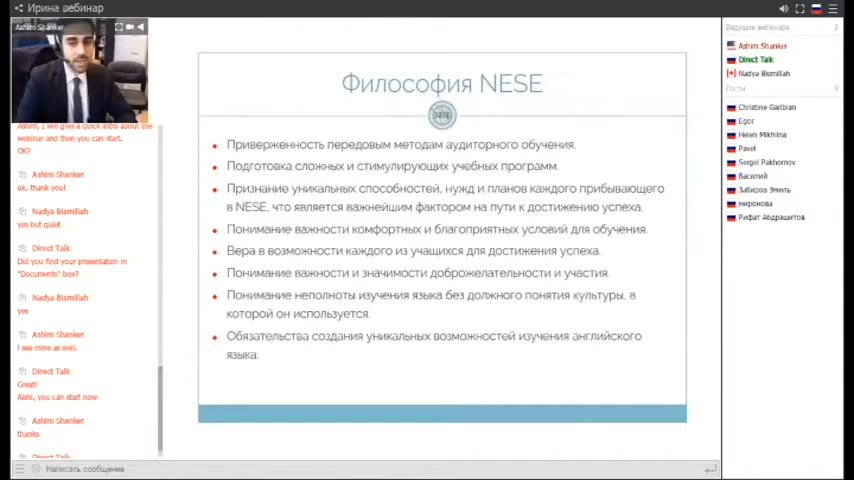 Ирина вебинар
Ashim Shanker
Ashim, I will give a quick intro about the
webinar and then you can start.
OK?
Ashim Shanker
ok, thank you!
Nadya Bismillah
yes but quiet
Direct Talk
Did you find your presentation in
"Documents" box?
Nadya Bismillah
yes
Ashim Shanker
I see mine as well.
Direct Talk
Great!
Aishi, you can start now
Ashim Shanker
thanks
Direct Talk
Написать сообщение
Философия NESE
NESE
Приверженность передовым методам аудиторного обучения.
Подготовка сложных и стимулирующих учебных программ.
Признание уникальных способностей, нужд и планов каждого прибывающего
в NESE, что является важнейшим фактором на пути к достижению успеха.
Понимание важности комфортных и благоприятных условий для обучения.
Вера в возможности каждого из учащихся для достижения успеха.
Понимание важности и значимости доброжелательности и участия.
Понимание неполноты изучения языка без должного понятия культуры, в
которой он используется.
Обязательства создания уникальных возможностей изучения английского
языка.
Ведущие вебинара 3
Ashim Shanker
Direct Talk
Nadya Bismillah
Гости 9
Christine Garibian
Egor
Helen Mikhlina
Pavel
Sergei Pakhomov
Василий
Забиров Эмиль
миронова
Рифат Абдрашитов